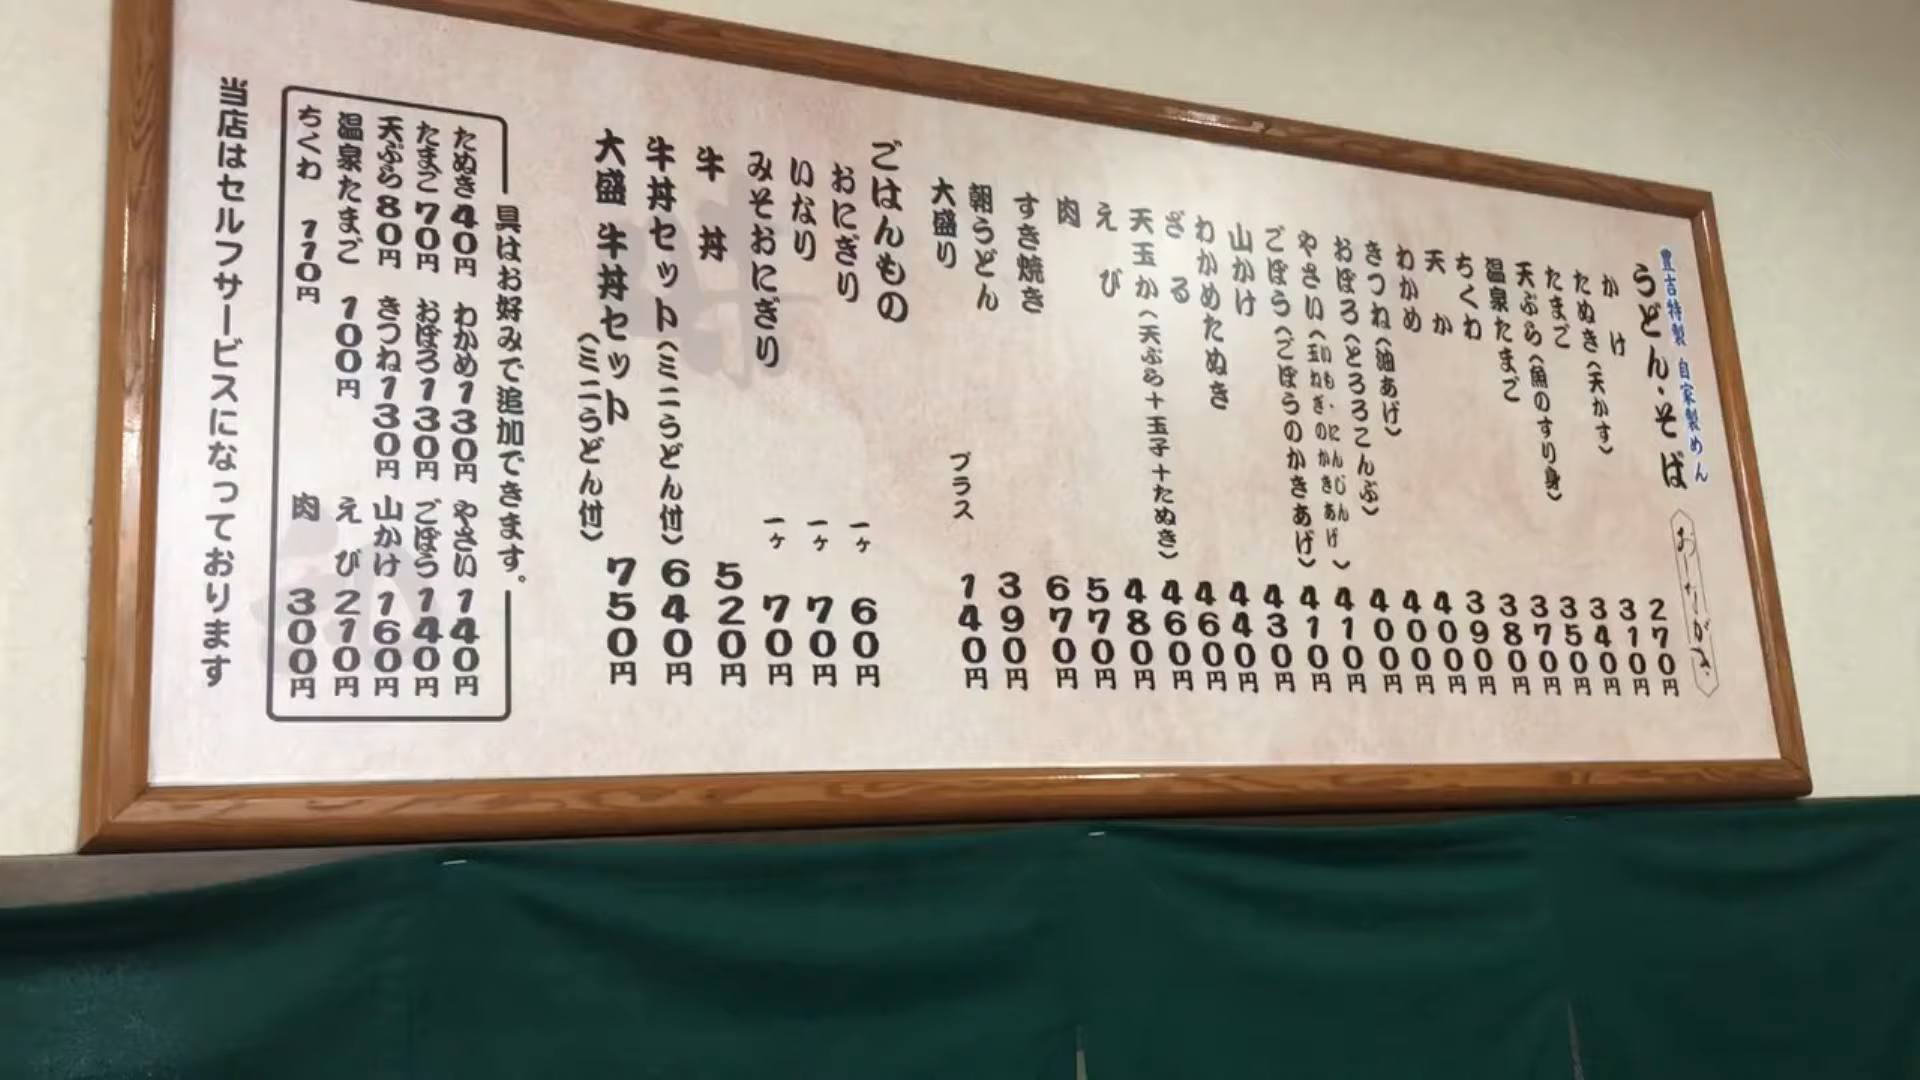 豊吉特製 自家製めん
おしながき
うどん・そば
かけ 270円
たぬき(天かす) 310円
たまご 340円
天ぷら(魚のすり身) 350円
温泉たまご 370円
ちくわ 380円
天か 390円
わかめ 400円
きつね(油あげ) 400円
おぼろ(とろろこんぶ) 400円
やさい(いも・にんじん 玉ねぎのかきあげ) 410円
ごぼう(ごぼうのかきあげ) 410円
山かけ 430円
わかめたぬき 440円
ざる 460円
天玉か(天ぷら+玉子+たぬき) 460円
えび 480円
肉 570円
すき焼き 670円
朝うどん 390円
大盛り プラス 140円
ごはんもの
おにぎり 一ヶ 60円
いなり 一ヶ 70円
みそおにぎり 一ヶ 70円
牛丼 520円
牛丼セット(ミニうどん付) 640円
大盛 牛丼セット(ミニうどん付) 750円
具はお好みで追加できます。
たぬき40円 わかめ130円 やさい140円
たまご70円 おぼろ130円 ごぼう140円
天ぷら80円 きつね130円 山かけ160円
温泉たまご 100円 えび 210円
ちくわ 110円 肉 300円
当店はセルフサービスになっております